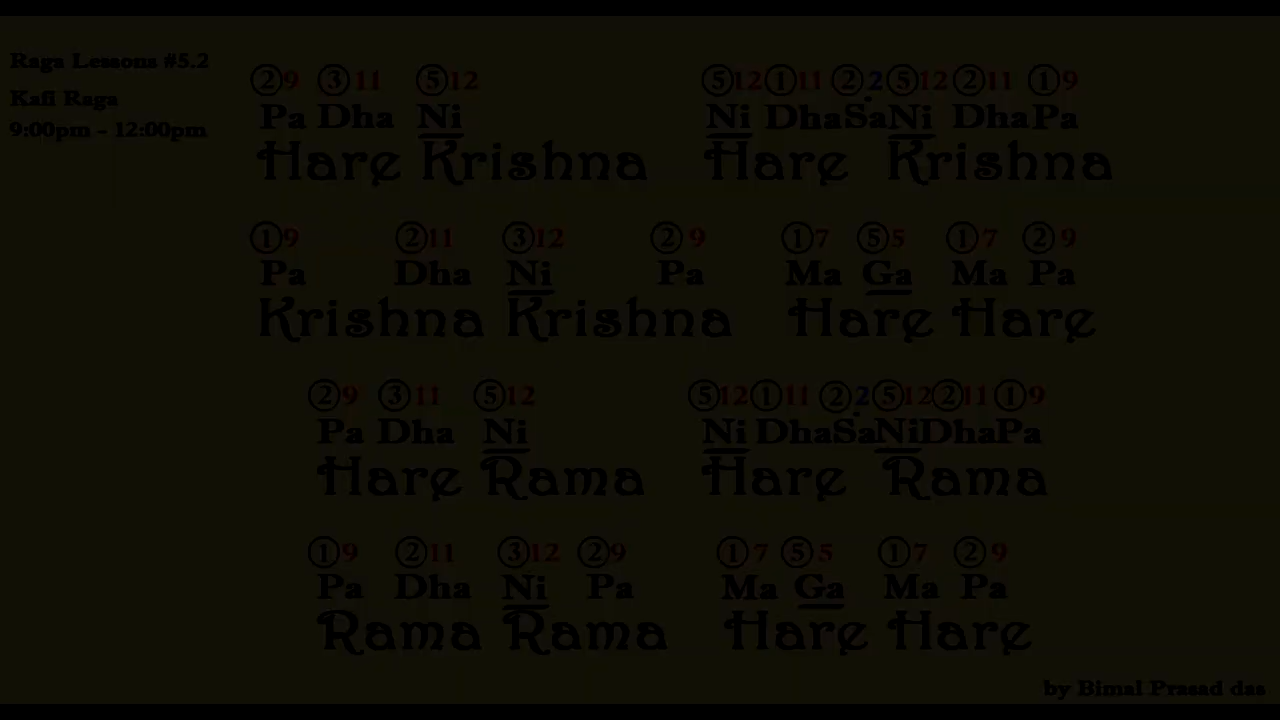 Raga Lessons #5.2
Kafi Raga
9:00pm - 12:00pm
②9 ③11 ⑤12 ⑤12 ①11 ②2 ⑤12 ②11 ①9
Pa Dha Ni Ni Dha Ṡa Ni Dha Pa
Hare Krishna Hare Krishna
①9 ②11 ③12 ②9 ①7 ⑤5 ①7 ②9
Pa Dha Ni Pa Ma Ga Ma Pa
Krishna Krishna Hare Hare
②9 ③11 ⑤12 ⑤12 ①11 ②2 ⑤12 ②11 ①9
Pa Dha Ni Ni Dha Ṡa Ni Dha Pa
Hare Rama Hare Rama
①9 ②11 ③12 ②9 ①7 ⑤5 ①7 ②9
Pa Dha Ni Pa Ma Ga Ma Pa
Rama Rama Hare Hare
by Bimal Prasad das